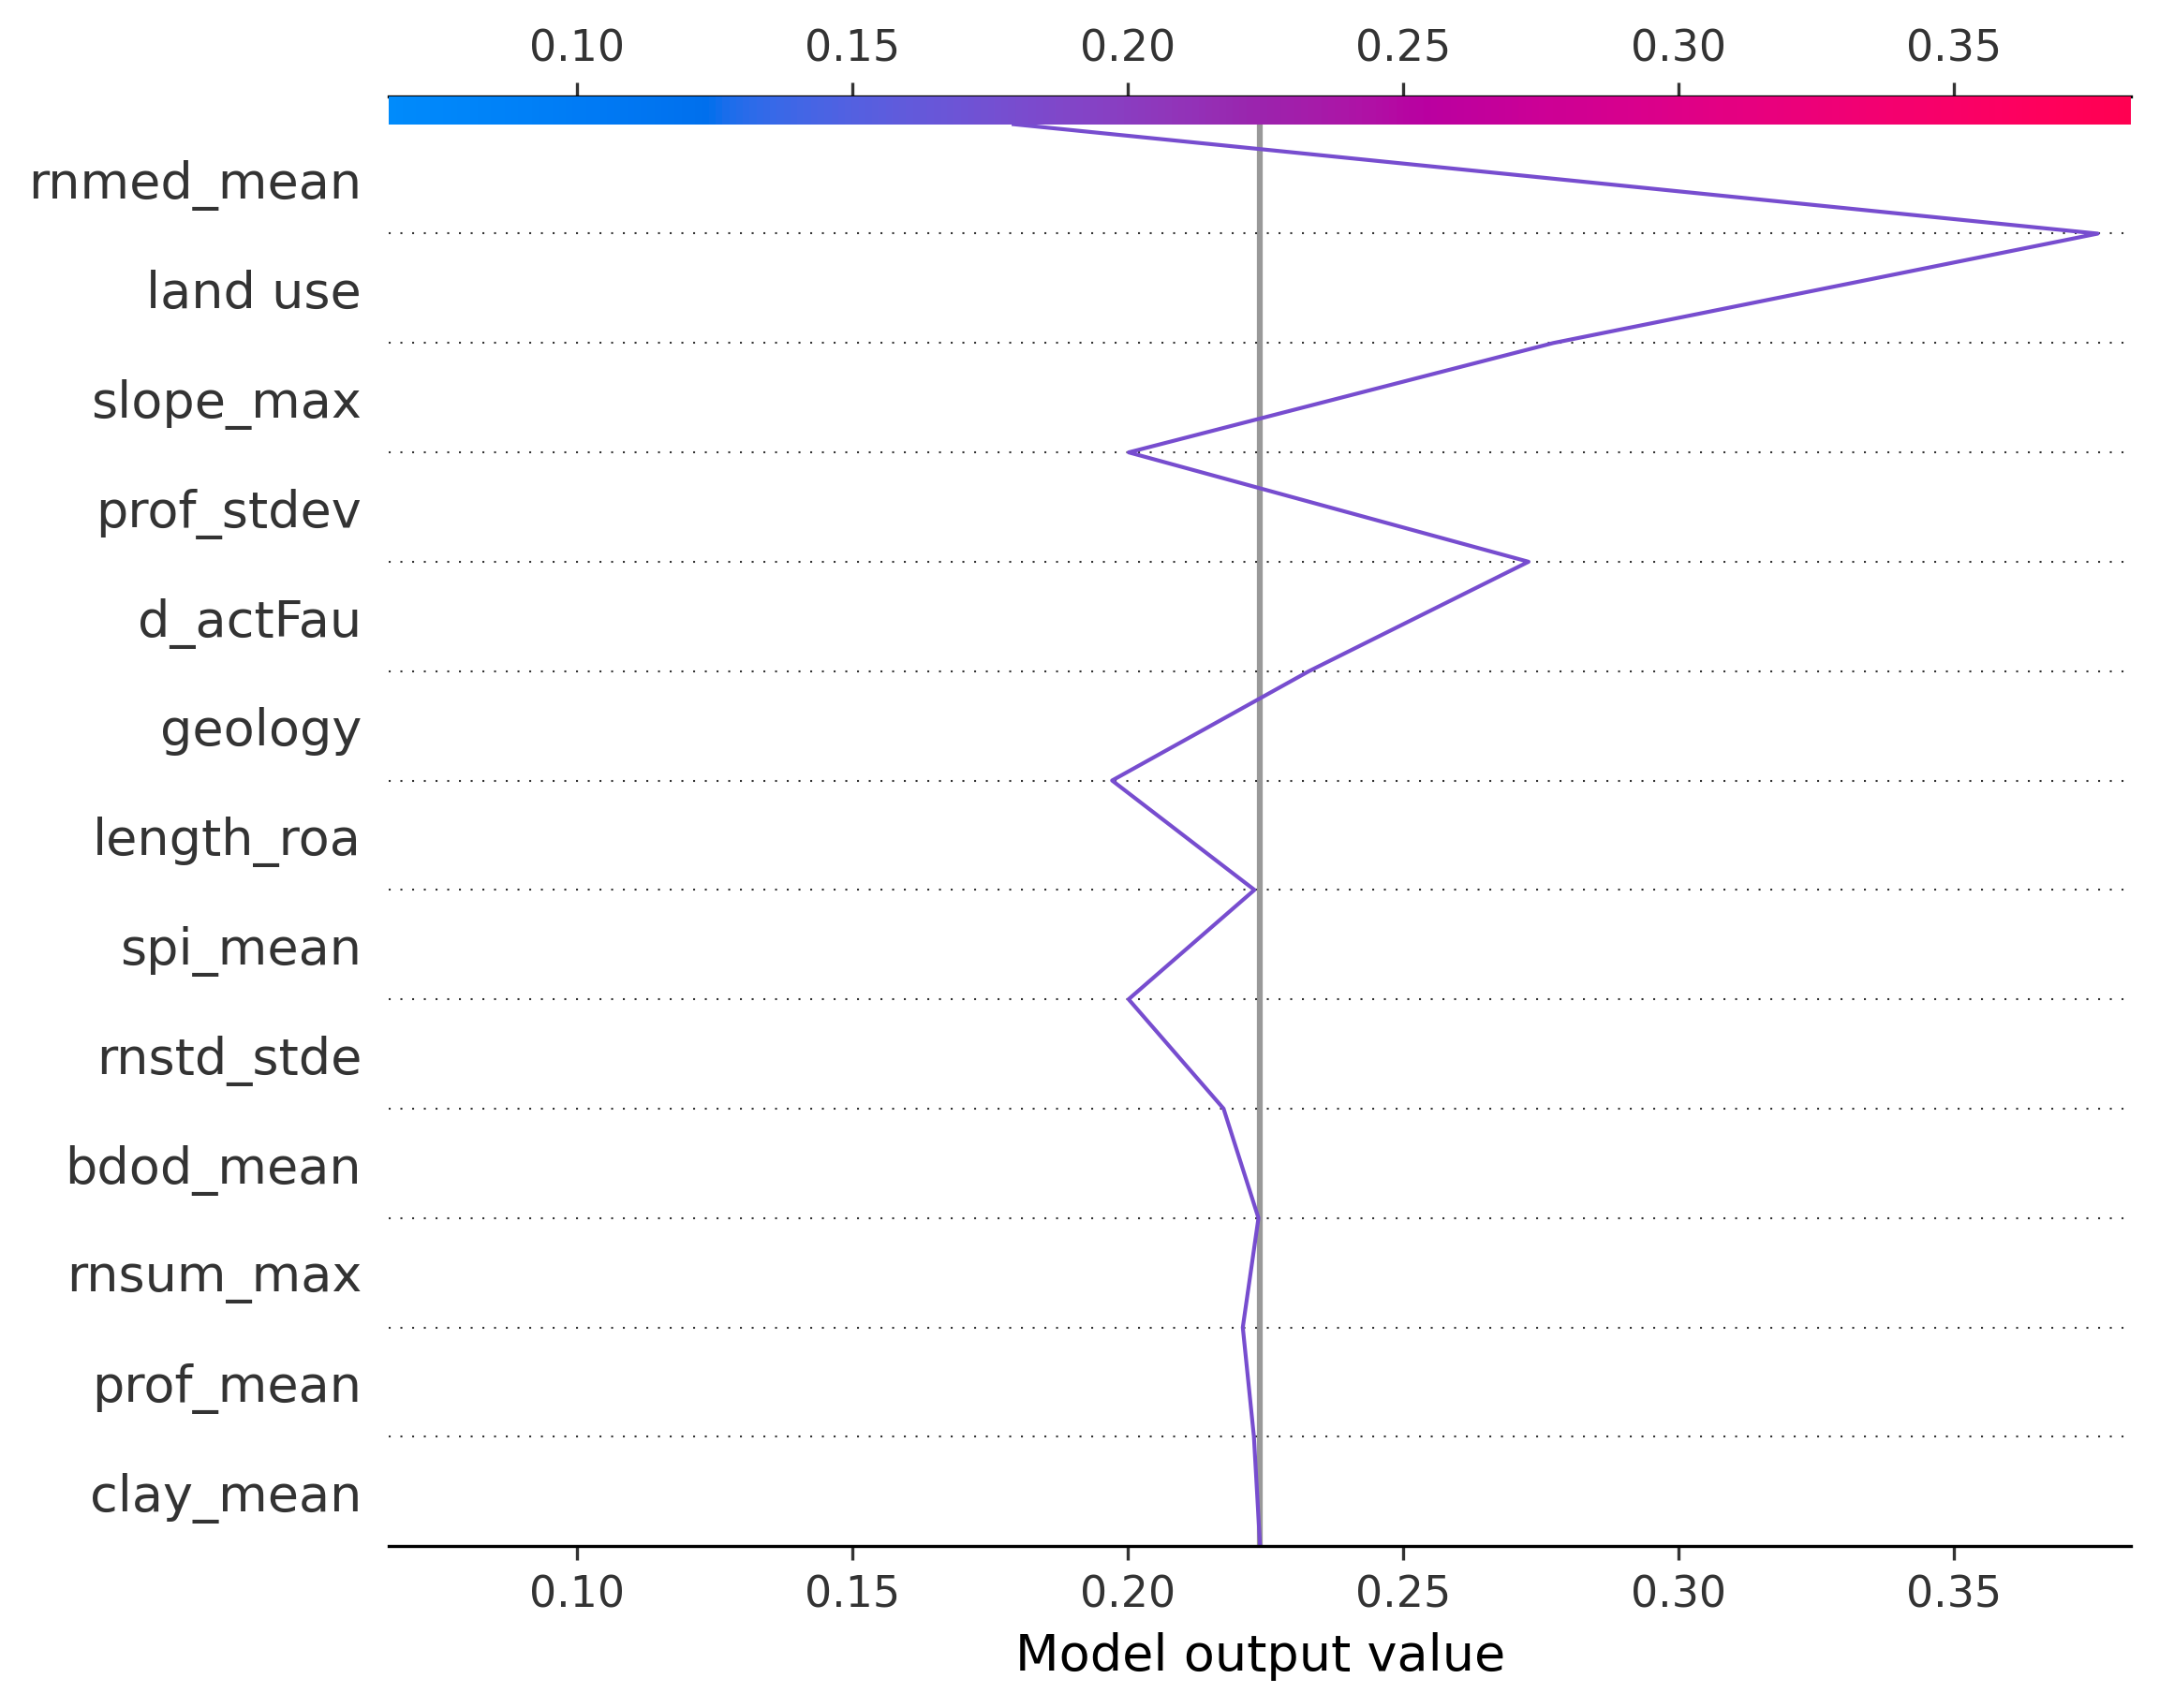 0.10 0.15 0.20 0.25 0.30 0.35
rnmed_mean
land use
slope_max
prof_stdev
d_actFau
geology
length_roa
spi_mean
rnstd_stde
bdod_mean
rnsum_max
prof_mean
clay_mean
0.10 0.15 0.20 0.25 0.30 0.35
Model output value